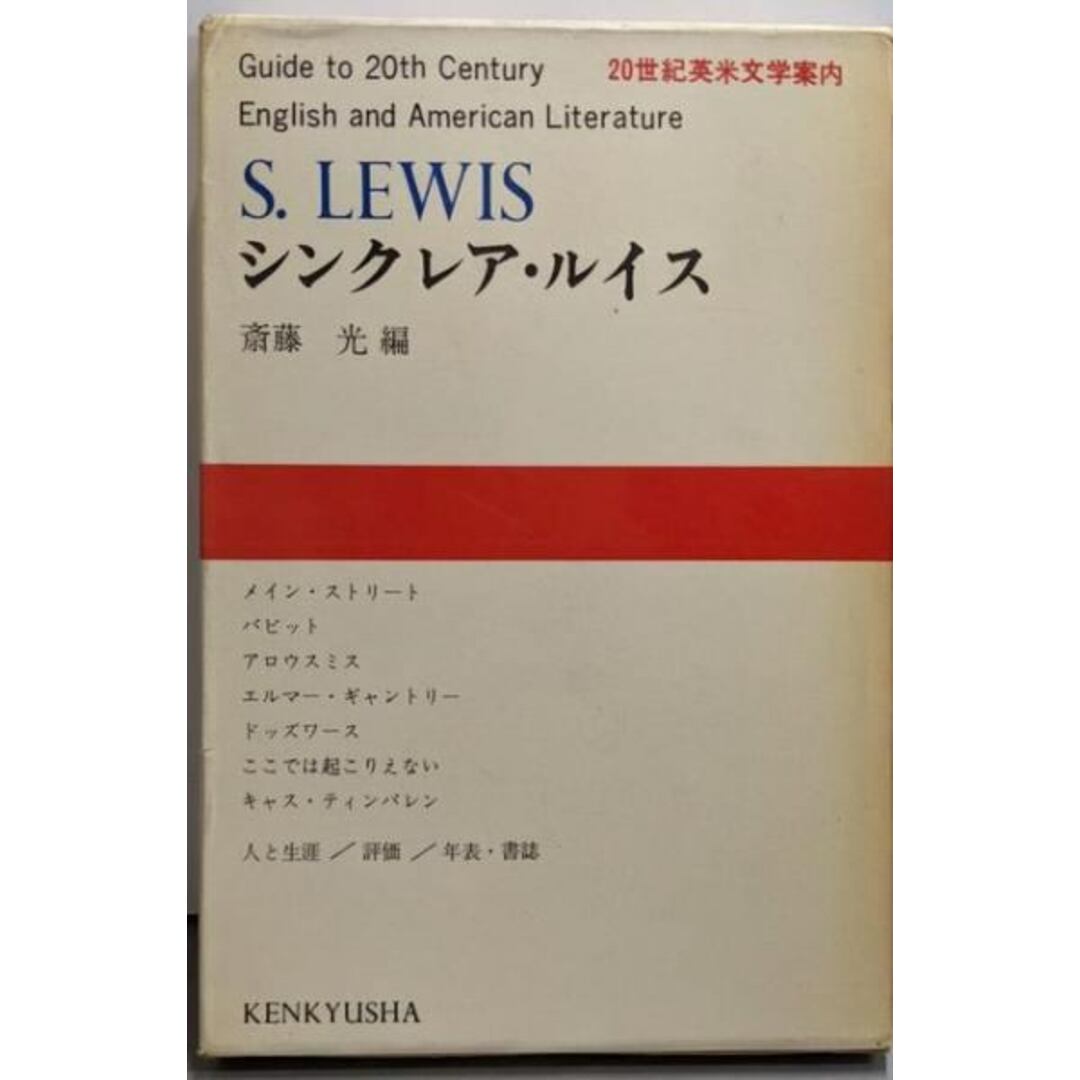 Guide to 20th Century 20世紀英米文学案内
English and American Literature
S. LEWIS
シンクレア・ルイス
斎藤 光編
メイン・ストリート
バビット
アロウスミス
エルマー・ギャントリー
ドッズワース
ここでは起こりえない
キャス・ティンバレン
人と生涯／評価／年表・書誌
KENKYUSHA